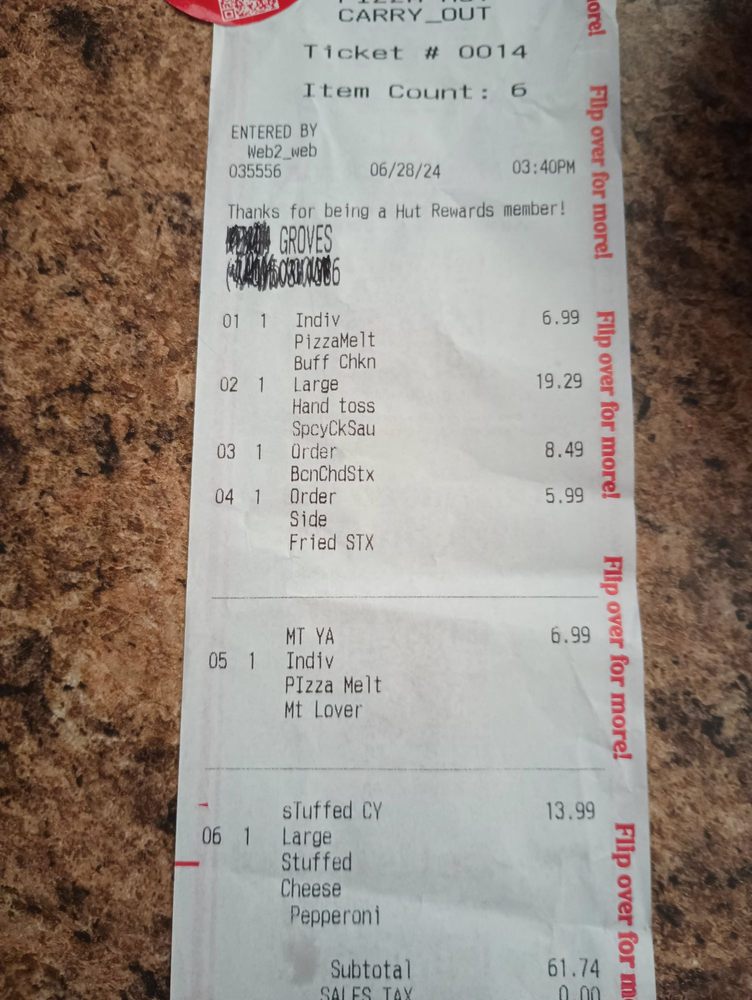 CARRY_OUT
Ticket # 0014
Item Count: 6
ENTERED BY
Web2_web
035556 06/28/24 03:40PM
Thanks for being a Hut Rewards member!
GROVES
6
01 1 Indiv 6.99
PizzaMelt
Buff Chkn
02 1 Large 19.29
Hand toss
SpcyCkSau
03 1 Order 8.49
BcnChdStx
04 1 Order 5.99
Side
Fried STX
MT YA 6.99
05 1 Indiv
PIzza Melt
Mt Lover
sTuffed CY 13.99
06 1 Large
Stuffed
Cheese
Pepperoni
Subtotal 61.74
SALES TAX 0.00
ore!
Flip over for more!
Flip over for more!
Flip over for more!
Flip over for m